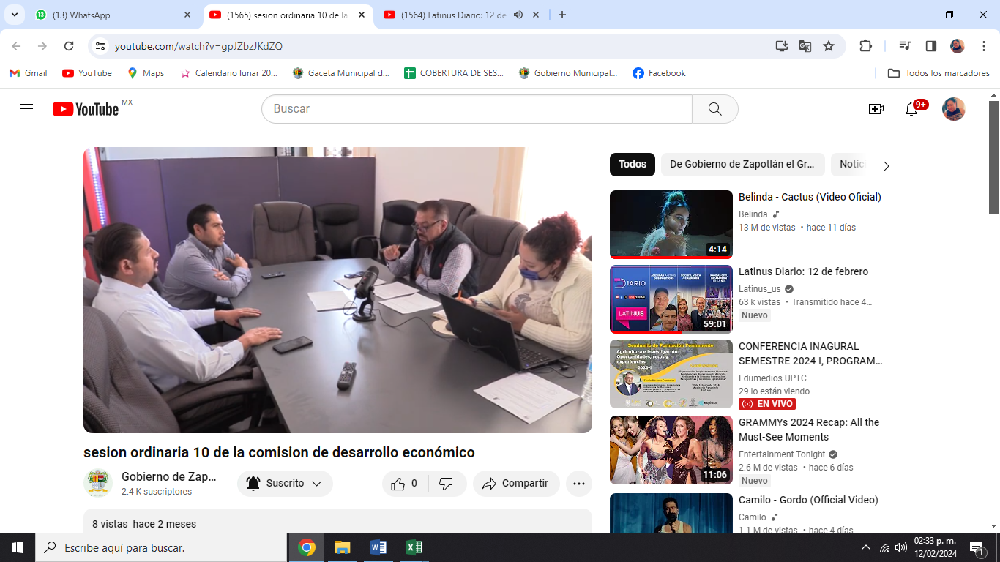 (13) WhatsApp
(1565) sesion ordinaria 10 de la
(1564) Latinus Diario: 12 de
youtube.com/watch?v=gpJZbzJKdZQ
Gmail
YouTube
Maps
Calendario lunar 20...
Gaceta Municipal d...
COBERTURA DE SES...
Gobierno Municipal...
Facebook
Todos los marcadores
YouTube MX
Buscar
9+
Todos
De Gobierno de Zapotlán el Gr...
Notic
Belinda - Cactus (Video Oficial)
Belinda
13 M de vistas • hace 11 días
4:14
Latinus Diario: 12 de febrero
Latinus_us
63 k vistas • Transmitido hace 4...
Nuevo
DIARIO
LATINUS
59:01
CONFERENCIA INAGURAL
SEMESTRE 2024 I, PROGRAM...
Edumedios UPTC
29 lo están viendo
EN VIVO
Seminario de Formación Permanente
Agricultura e investigación:
Oportunidades, retos y
experiencias.
2024-I
GRAMMYs 2024 Recap: All the
Must-See Moments
Entertainment Tonight
2.6 M de vistas • hace 6 días
Nuevo
11:06
Camilo - Gordo (Official Video)
Camilo
1.1 M de vistas • hace 4 días
sesion ordinaria 10 de la comision de desarrollo económico
Gobierno de Zap...
2.4 K suscriptores
Suscrito
0
Compartir
8 vistas hace 2 meses
Escribe aquí para buscar.
02:33 p. m.
12/02/2024
1